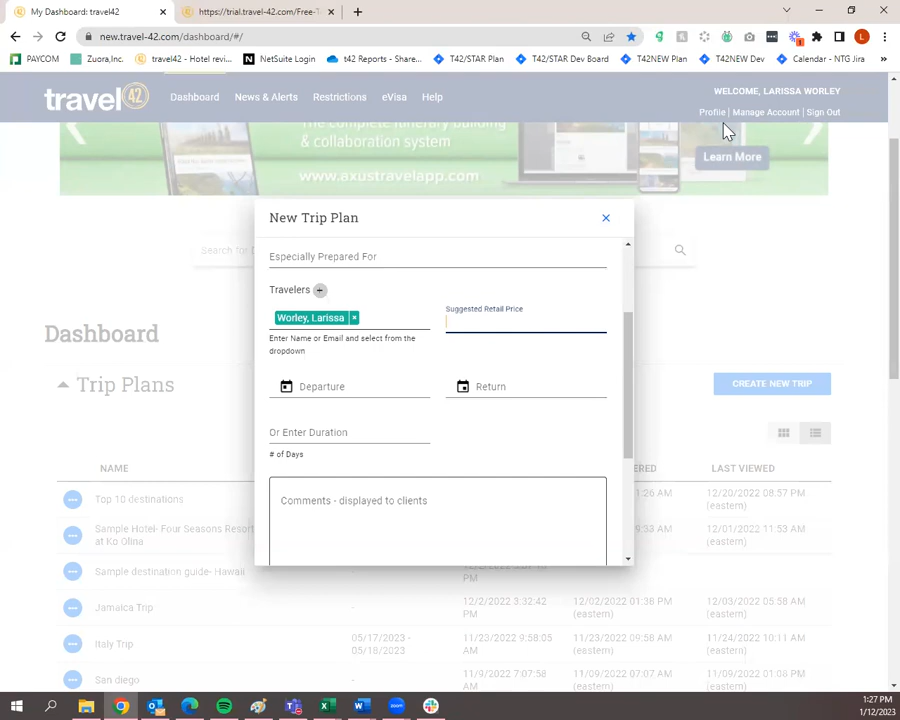 My Dashboard: travel42
https://trial.travel-42.com/Free-T
new.travel-42.com/dashboard/#/
L
PAYCOM
Zuora,Inc.
travel42 - Hotel revi...
NetSuite Login
t42 Reports - Share...
T42/STAR Plan
T42/STAR Dev Board
T42NEW Plan
T42NEW Dev
Calendar - NTG Jira
»
travel 42
Dashboard
News & Alerts
Restrictions
eVisa
Help
WELCOME, LARISSA WORLEY
Profile | Manage Account | Sign Out
The complete itinerary building
& collaboration system
www.axustravelapp.com
Learn More
New Trip Plan
Especially Prepared For
Travelers
Worley, Larissa
Suggested Retail Price
Enter Name or Email and select from the
dropdown
Departure
Return
Or Enter Duration
# of Days
Comments - displayed to clients
Search for
Dashboard
Trip Plans
CREATE NEW TRIP
NAME
LAST VIEWED
Top 10 destinations
1:26 AM
12/20/2022 08:57 PM
(eastern)
Sample Hotel- Four Seasons Resort
at Ko Olina
9:33 AM
12/01/2022 11:53 AM
(eastern)
Sample destination guide- Hawaii
PM
Jamaica Trip
-
12/2/2022 3:32:42
PM
12/02/2022 01:38 PM
(eastern)
12/03/2022 05:58 AM
(eastern)
Italy Trip
05/17/2023 -
05/18/2023
11/23/2022 9:58:05
AM
11/23/2022 09:58 AM
(eastern)
11/24/2022 10:11 AM
(eastern)
San diego
-
11/9/2022 7:07:58
AM
11/09/2022 07:07 AM
(eastern)
11/09/2022 01:08 PM
(eastern)
1:27 PM
1/12/2023